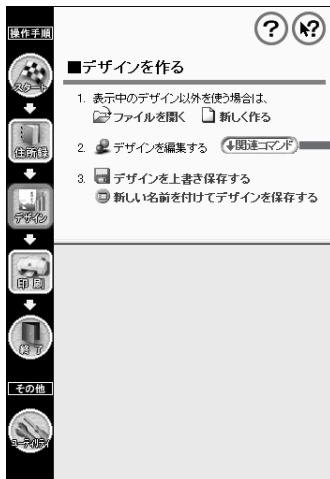 操作手順
スタート
住所録
デザイン
印刷
終了
その他
ユーティリティ
? ?
■デザインを作る
1. 表示中のデザイン以外を使う場合は、
ファイルを開く 新しく作る
2. デザインを編集する ↓関連コマンド
3. デザインを上書き保存する
新しい名前を付けてデザインを保存する